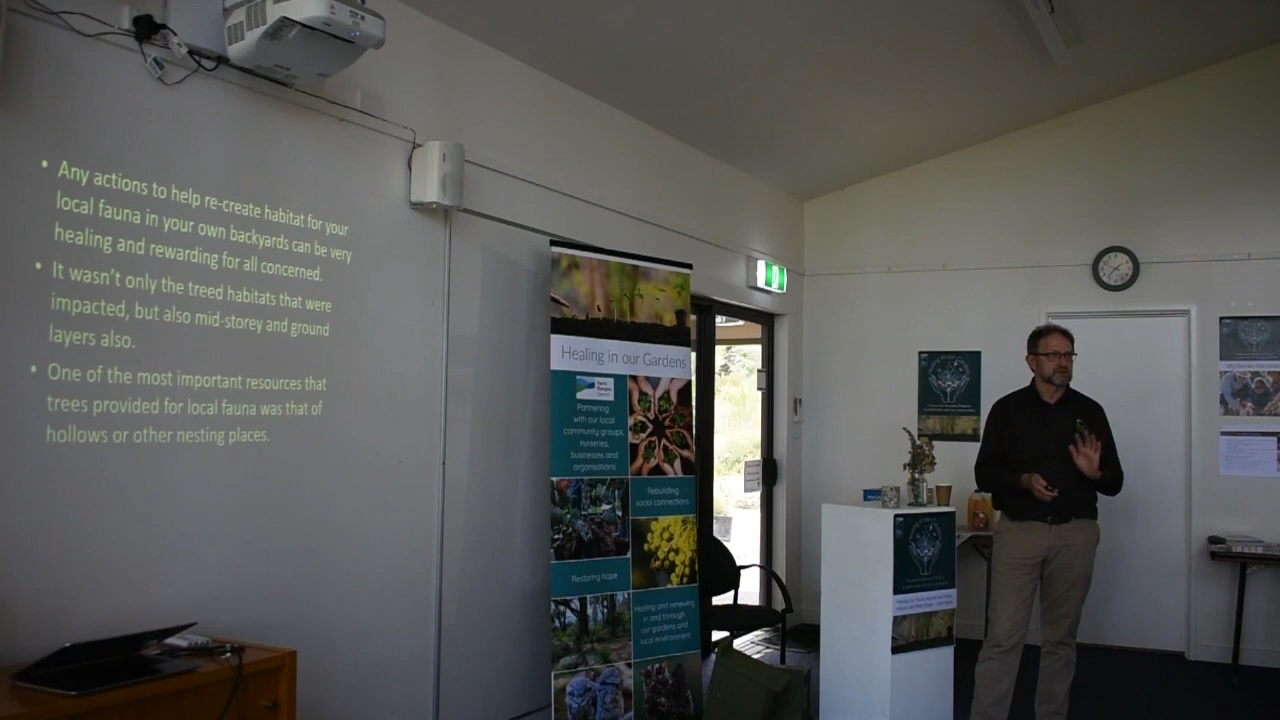 • Any actions to help re-create habitat for your
local fauna in your own backyards can be very
healing and rewarding for all concerned.
• It wasn't only the treed habitats that were
impacted, but also mid-storey and ground
layers also.
• One of the most important resources that
trees provided for local fauna was that of
hollows or other nesting places.
Healing in our Gardens
Yarra Ranges
Council
Partnering
with our local
community groups,
nurseries,
businesses and
organisations
Rebuilding
social connections
Restoring hope
Healing and renewing
in and through
our gardens and
local environment